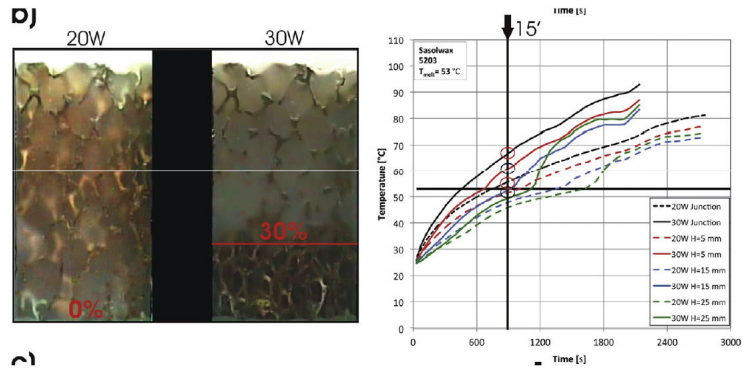 b)
20W
30W
30%
0%
Time [s]
15'
Sasolwax
5203
Tmelt= 53 °C
Temperature [°C]
110
100
90
80
70
60
50
40
30
20
10
0
0 600 1200 1800 2400 3000
Time [s]
20W Junction
30W Junction
20W H=5 mm
30W H=5 mm
20W H=15 mm
30W H=15 mm
20W H=25 mm
30W H=25 mm
c)